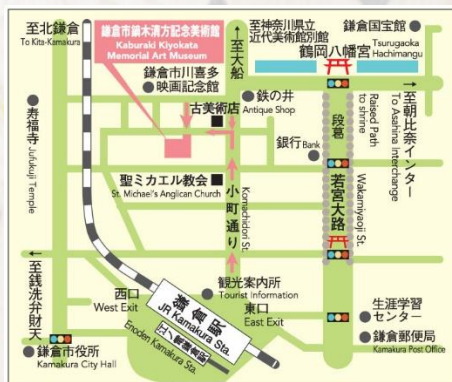 至北鎌倉
To Kita-Kamakura
鎌倉市鏑木清方記念美術館
Kaburaki Kiyokata
Memorial Art Museum
至大船
至神奈川県立
近代美術館別館
鎌倉国宝館
鶴岡八幡宮
Tsurugaoka
Hachimangu
鎌倉市川喜多
映画記念館
鉄の井
古美術店
Antique Shop
寿福寺
Jufukuji Temple
銀行 Bank
段葛
Raised Path
to shrine
至朝比奈インター
To Asahina Interchange
聖ミカエル教会
St. Michael's Anglican Church
小町通り
Komachidori St.
若宮大路
Wakamiyaoji St.
至銭洗弁財天
西口
West Exit
鎌倉駅
JR Kamakura Sta.
江ノ電鎌倉駅
Enoden Kamakura Sta.
観光案内所
Tourist Information
東口
East Exit
生涯学習
センター
鎌倉市役所
Kamakura City Hall
鎌倉郵便局
Kamakura Post Office